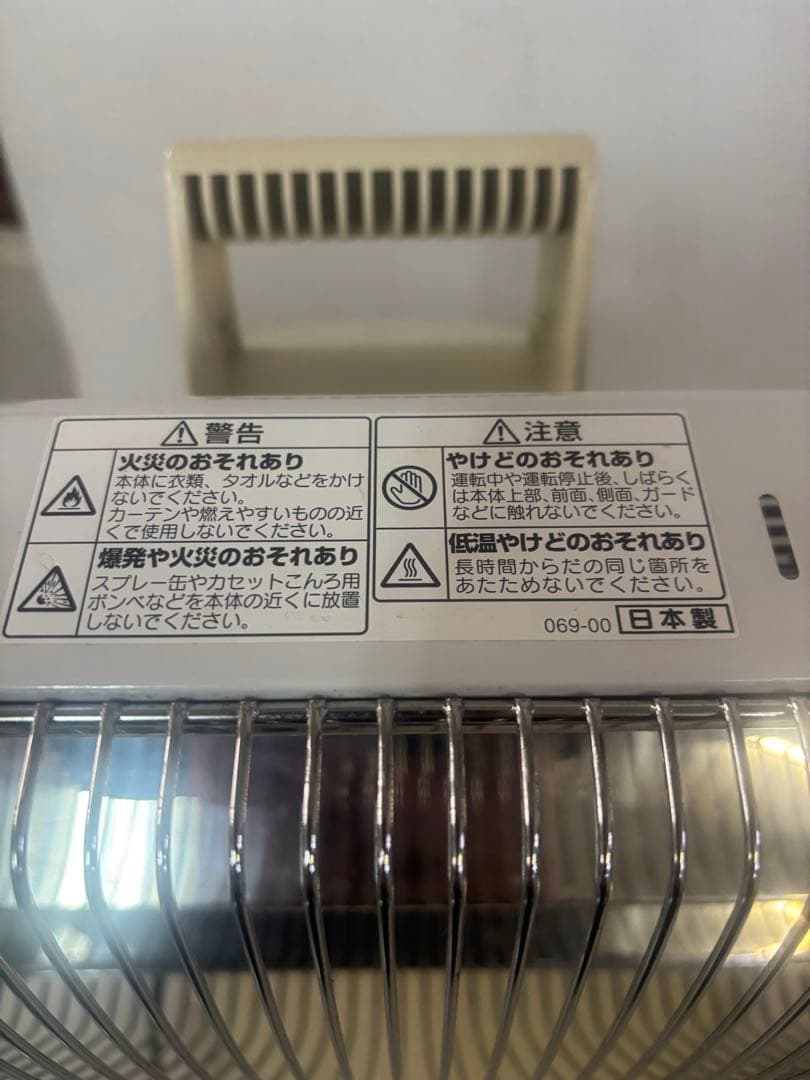 警告
火災のおそれあり
本体に衣類、タオルなどをかけ
ないでください。
カーテンや燃えやすいものの近
くで使用しないでください。
爆発や火災のおそれあり
スプレー缶やカセットこんろ用
ボンベなどを本体の近くに放置
しないでください。
注意
やけどのおそれあり
運転中や運転停止後、しばらく
は本体上部、前面、側面、ガード
などに触れないでください。
低温やけどのおそれあり
長時間からだの同じ箇所を
あたためないでください。
069-00 日本製